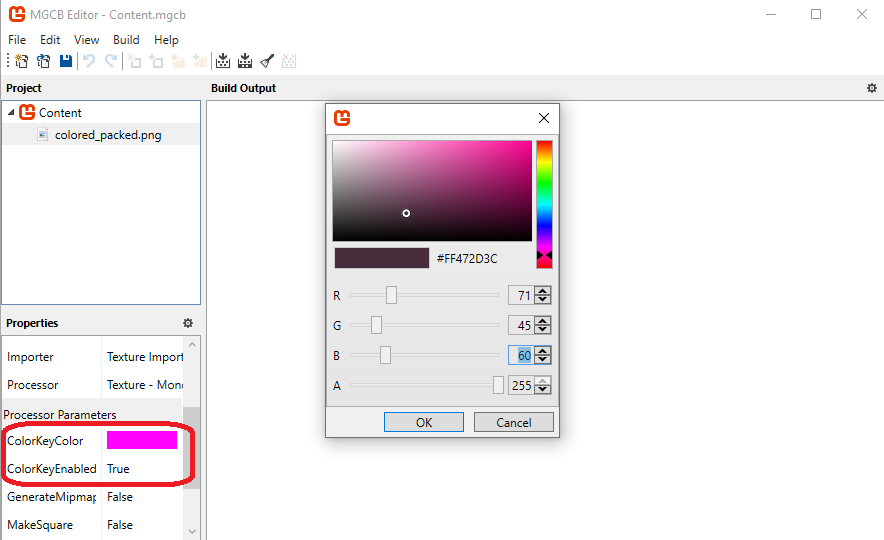 MGCB Editor - Content.mgcb
File Edit View Build Help
Project
Build Output
Content
colored_packed.png
#FF472D3C
R 71
G 45
B 60
A 255
OK Cancel
Properties
Importer Texture Import
Processor Texture - Mono
Processor Parameters
ColorKeyColor
ColorKeyEnabled True
GenerateMipmap False
MakeSquare False